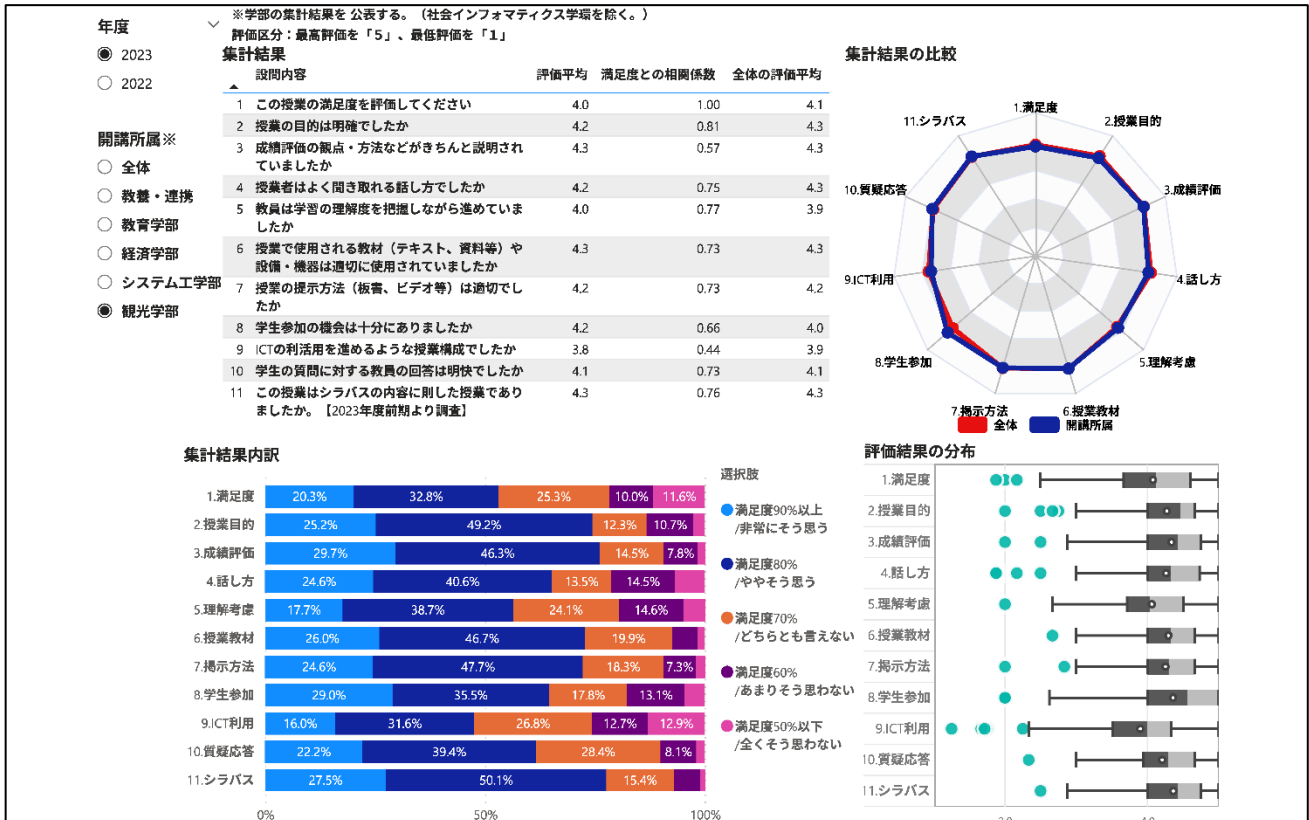 年度
2023
2022
開講所属※
全体
教養・連携
教育学部
経済学部
システム工学部
観光学部
※学部の集計結果を 公表する。（社会インフォマティクス学環を除く。）
評価区分：最高評価を「５」、最低評価を「１」
集計結果
設問内容 評価平均 満足度との相関係数 全体の評価平均
1 この授業の満足度を評価してください 4.0 1.00 4.1
2 授業の目的は明確でしたか 4.2 0.81 4.3
3 成績評価の観点・方法などがきちんと説明され 4.3 0.57 4.3
ていましたか
4 授業者はよく聞き取れる話し方でしたか 4.2 0.75 4.3
5 教員は学習の理解度を把握しながら進めていま 4.0 0.77 3.9
したか
6 授業で使用される教材（テキスト、資料等）や 4.3 0.73 4.3
設備・機器は適切に使用されていましたか
7 授業の提示方法（板書、ビデオ等）は適切でし 4.2 0.73 4.2
たか
8 学生参加の機会は十分にありましたか 4.2 0.66 4.0
9 ICTの利活用を進めるような授業構成でしたか 3.8 0.44 3.9
10 学生の質問に対する教員の回答は明快でしたか 4.1 0.73 4.1
11 この授業はシラバスの内容に則した授業であり 4.3 0.76 4.3
ましたか。【2023年度前期より調査】
集計結果の比較
1.満足度
11.シラバス 2.授業目的
10.質疑応答 3.成績評価
9.ICT利用 4.話し方
8.学生参加 5.理解考慮
7.掲示方法 6.授業教材
全体 開講所属
集計結果内訳
1.満足度 20.3% 32.8% 25.3% 10.0% 11.6%
2.授業目的 25.2% 49.2% 12.3% 10.7%
3.成績評価 29.7% 46.3% 14.5% 7.8%
4.話し方 24.6% 40.6% 13.5% 14.5%
5.理解考慮 17.7% 38.7% 24.1% 14.6%
6.授業教材 26.0% 46.7% 19.9%
7.掲示方法 24.6% 47.7% 18.3% 7.3%
8.学生参加 29.0% 35.5% 17.8% 13.1%
9.ICT利用 16.0% 31.6% 26.8% 12.7% 12.9%
10.質疑応答 22.2% 39.4% 28.4% 8.1%
11.シラバス 27.5% 50.1% 15.4%
0% 50% 100%
選択肢
満足度90%以上
/非常にそう思う
満足度80%
/ややそう思う
満足度70%
/どちらとも言えない
満足度60%
/あまりそう思わない
満足度50%以下
/全くそう思わない
評価結果の分布
1.満足度
2.授業目的
3.成績評価
4.話し方
5.理解考慮
6.授業教材
7.掲示方法
8.学生参加
9.ICT利用
10.質疑応答
11.シラバス